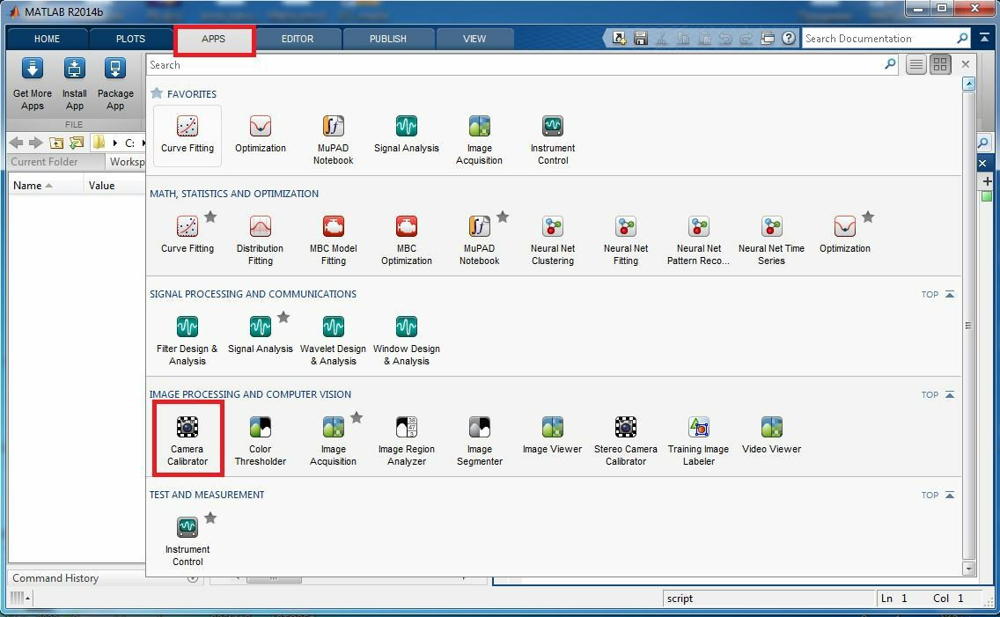 MATLAB R2014b
HOME PLOTS APPS EDITOR PUBLISH VIEW
Search Documentation
Get More Apps
Install App
Package App
FILE
C:
Current Folder
Worksp
Name
Value
Search
FAVORITES
Curve Fitting
Optimization
MuPAD Notebook
Signal Analysis
Image Acquisition
Instrument Control
MATH, STATISTICS AND OPTIMIZATION
Curve Fitting
Distribution Fitting
MBC Model Fitting
MBC Optimization
MuPAD Notebook
Neural Net Clustering
Neural Net Fitting
Neural Net Pattern Reco...
Neural Net Time Series
Optimization
SIGNAL PROCESSING AND COMMUNICATIONS
TOP
Filter Design & Analysis
Signal Analysis
Wavelet Design & Analysis
Window Design & Analysis
IMAGE PROCESSING AND COMPUTER VISION
TOP
Camera Calibrator
Color Thresholder
Image Acquisition
Image Region Analyzer
Image Segmenter
Image Viewer
Stereo Camera Calibrator
Training Image Labeler
Video Viewer
TEST AND MEASUREMENT
TOP
Instrument Control
Command History
script
Ln 1 Col 1